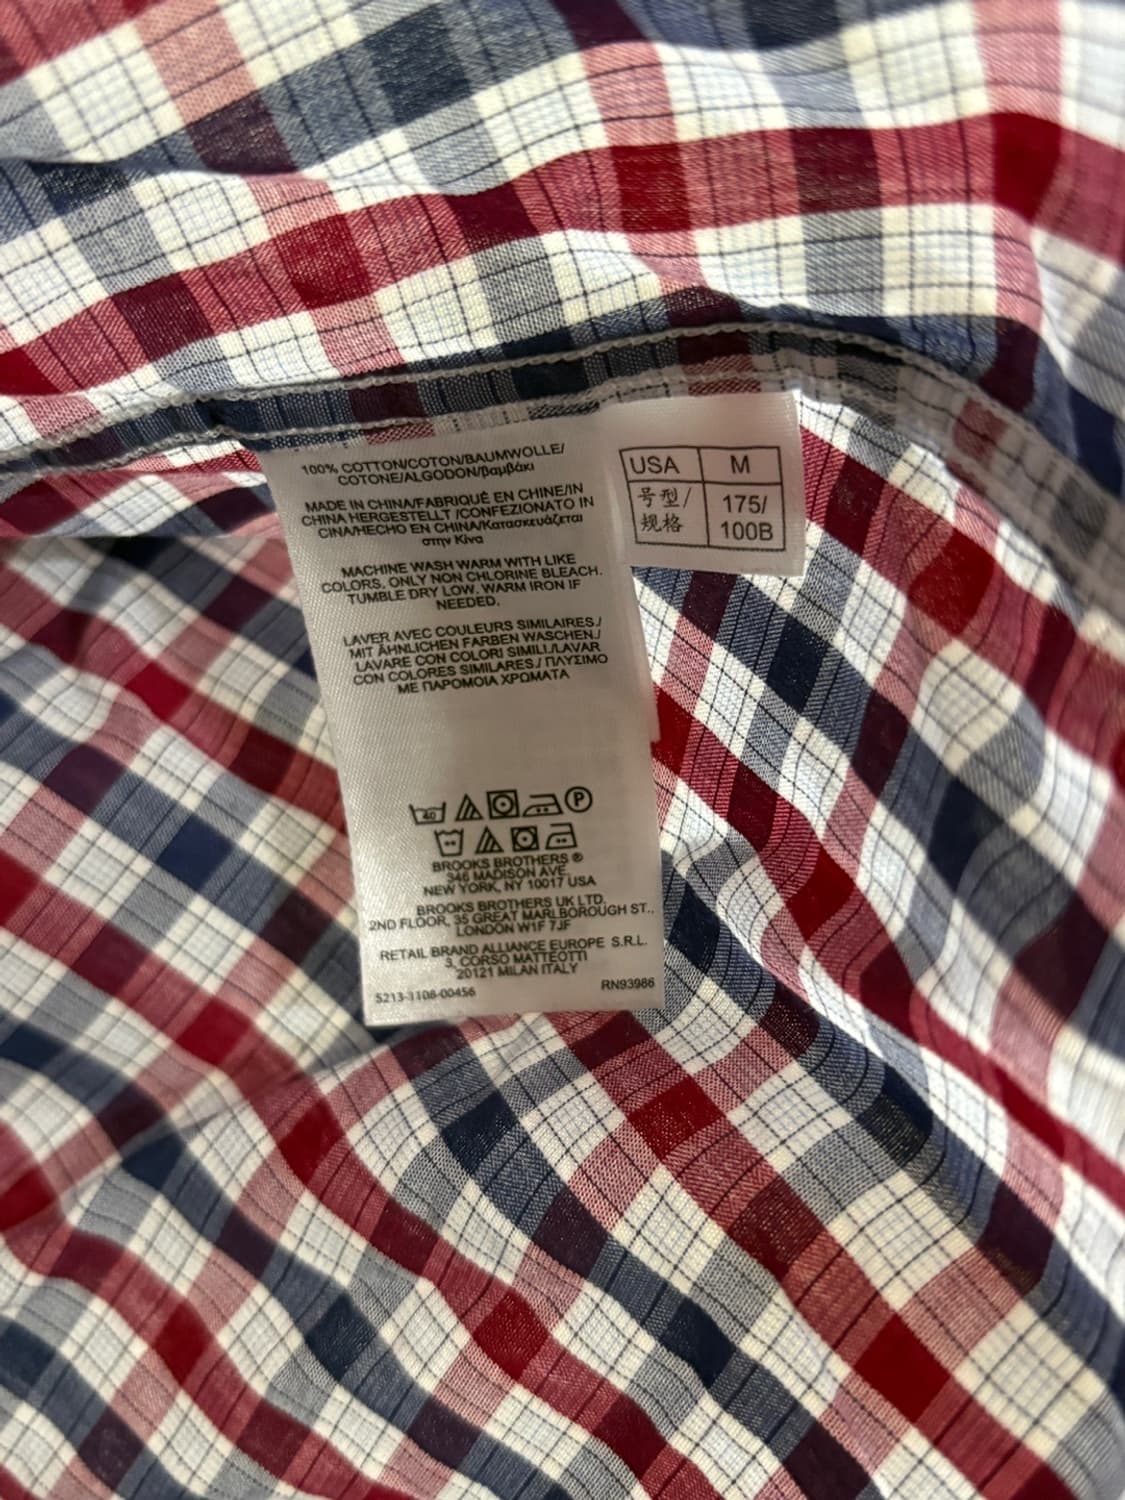 100% COTTON/COTON/BAUMWOLLE/
COTONE/ALGODON/βαμβάκι
MADE IN CHINA/FABRIQUÉ EN CHINE/IN
CHINA HERGESTELLT /CONFEZIONATO IN
CINA/HECHO EN CHINA/Κατασκευάζεται
στην Κίνα
MACHINE WASH WARM WITH LIKE
COLORS. ONLY NON CHLORINE BLEACH.
TUMBLE DRY LOW. WARM IRON IF
NEEDED.
LAVER AVEC COULEURS SIMILAIRES./
MIT ÄHNLICHEN FARBEN WASCHEN./
LAVARE CON COLORI SIMILI./LAVAR
CON COLORES SIMILARES./ ΠΛΥΣΙΜΟ
ΜΕ ΠΑΡΟΜΟΙΑ ΧΡΩΜΑΤΑ
40 P
BROOKS BROTHERS ®
346 MADISON AVE,
NEW YORK, NY 10017 USA
BROOKS BROTHERS UK LTD,
2ND FLOOR, 35 GREAT MARLBOROUGH ST.,
LONDON W1F 7JF
RETAIL BRAND ALLIANCE EUROPE S.R.L.
3, CORSO MATTEOTTI
20121 MILAN ITALY
5213-3108-00456 RN93986
USA M
号型/ 175/
规格 100B